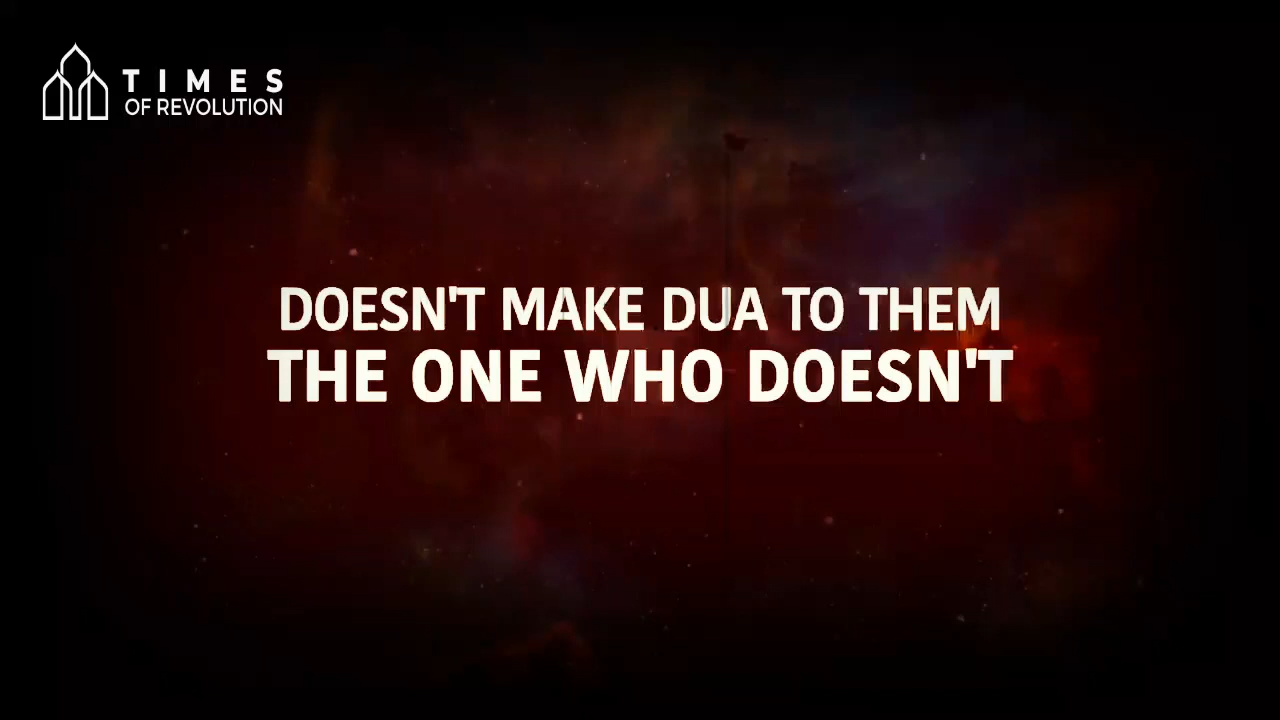 TIMES
OF REVOLUTION
DOESN'T MAKE DUA TO THEM
THE ONE WHO DOESN'T